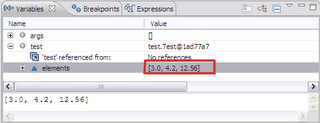 Variables Breakpoints Expressions
Name Value
args []
test test.Test@1ad77a7
'test' referenced from: No references
elements [3.0, 4.2, 12.56]
[3.0, 4.2, 12.56]